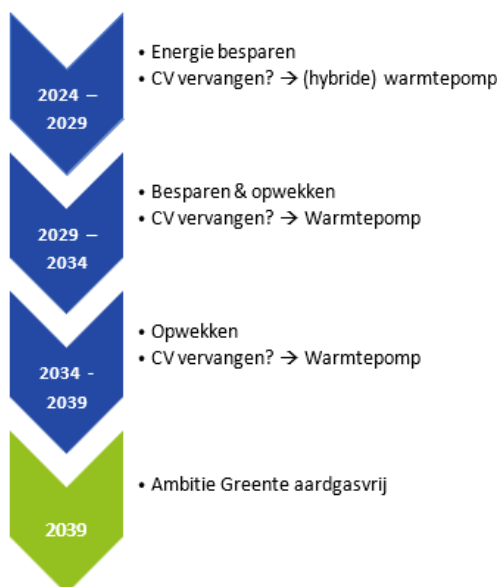 2024 –
2029
• Energie besparen
• CV vervangen? → (hybride) warmtepomp
2029 –
2034
• Besparen & opwekken
• CV vervangen? → Warmtepomp
2034 -
2039
• Opwekken
• CV vervangen? → Warmtepomp
2039
• Ambitie Greente aardgasvrij